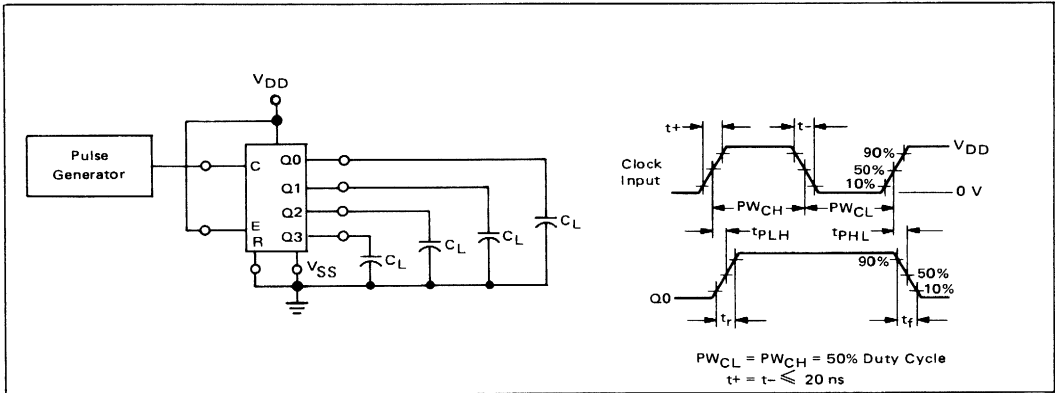 VDD
Pulse
Generator
C
E
R
Q0
Q1
Q2
Q3
VSS
CL
CL
CL
CL
t+
t–
Clock
Input
90%
50%
10%
VDD
0 V
PWCH
PWCL
tPLH
tPHL
90%
50%
10%
Q0
tr
tf
PWCL = PWCH = 50% Duty Cycle
t+ = t– ⩽ 20 ns